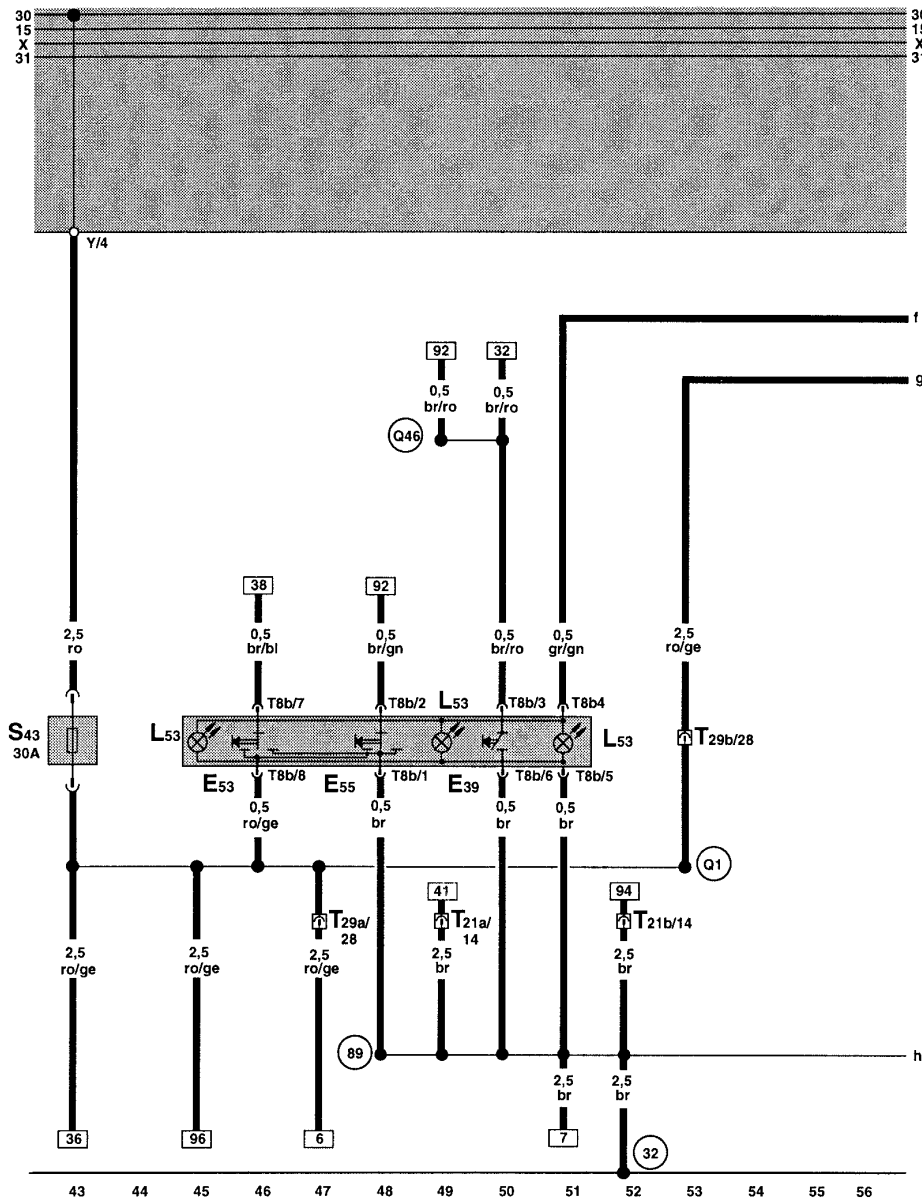 30 30
15 15
X X
31 31
Y/4
f
92 32
g
0,5 0,5
br/ro br/ro
Q46
38 92
2,5 0,5 0,5 0,5 0,5 2,5
ro br/bl br/gn br/ro gr/gn ro/ge
T8b/7 T8b/2 L53 T8b/3 T8b4
S43 L53 L53 T29b/28
30A
E53 T8b/8 E55 T8b/1 E39 T8b/6 T8b/5
0,5 0,5 0,5 0,5
ro/ge br br br
Q1
41 94
T29a/ T21a/ T21b/14
28 14
2,5 2,5 2,5 2,5 2,5
ro/ge ro/ge ro/ge br br
89 h
2,5 2,5
br br
36 96 6 7
32
43 44 45 46 47 48 49 50 51 52 53 54 55 56